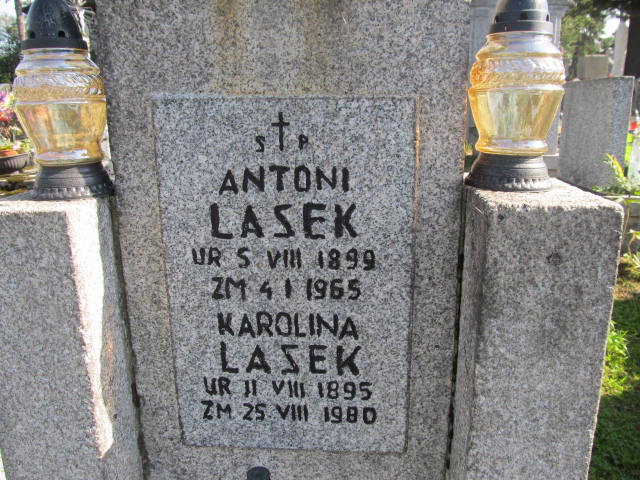 S P
ANTONI
LASEK
UR 5 VIII 1899
ZM 4 I 1965
KAROLINA
LASEK
UR 11 VIII 1895
ZM 25 VIII 1980